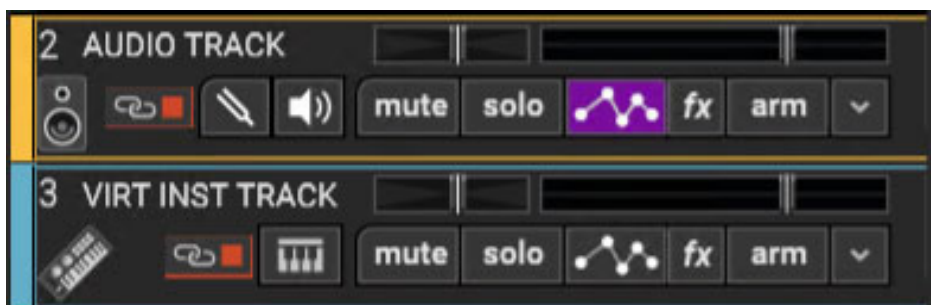 2 AUDIO TRACK
mute solo fx arm
3 VIRT INST TRACK
mute solo fx arm